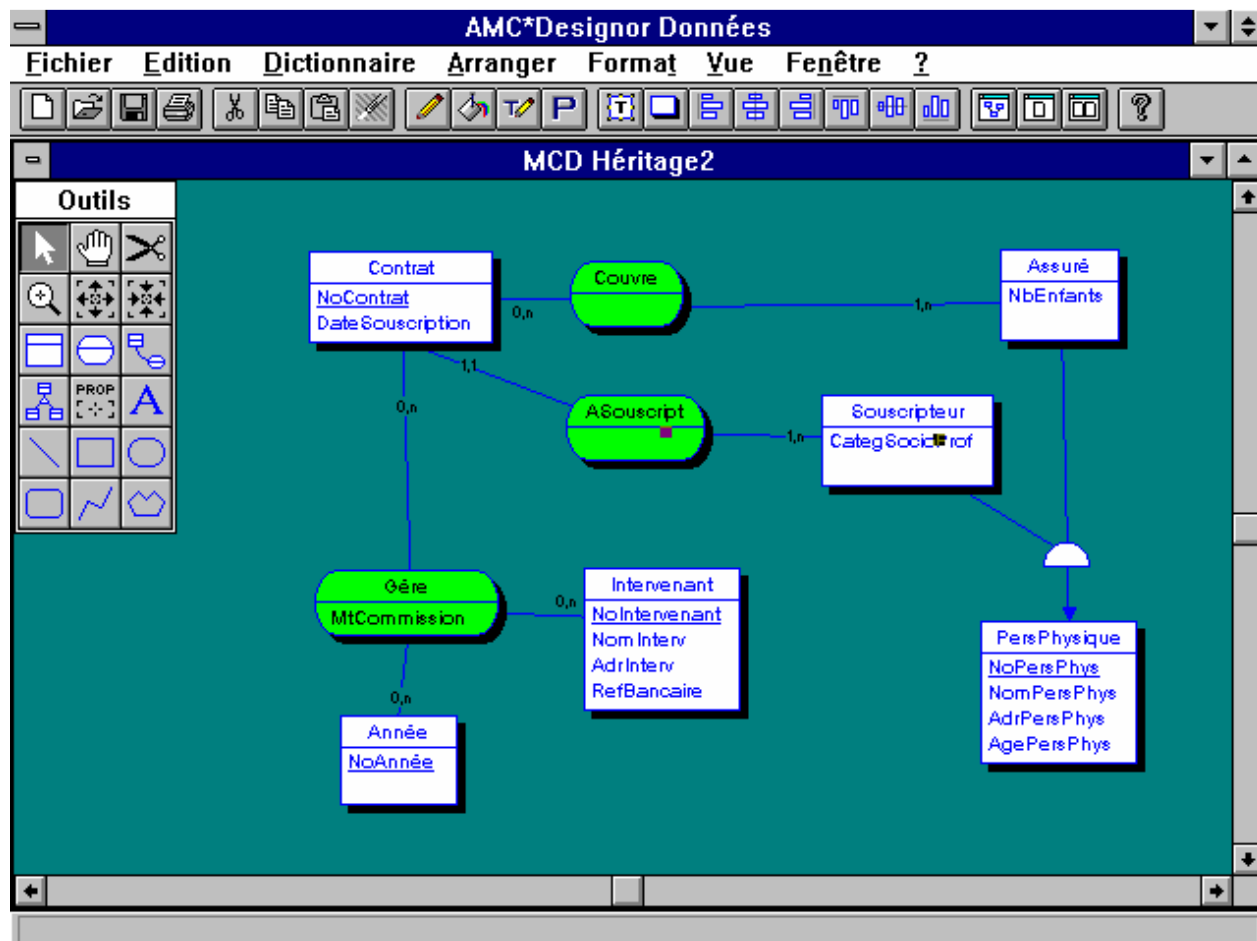 AMC*Designor Données
Fichier Edition Dictionnaire Arranger Format Vue Fenêtre ?
T P T
MCD Héritage2
Outils
PROP
A
Contrat
NoContrat
DateSouscription
0,n
Couvre
1,n
Assuré
NbEnfants
1,1
ASouscript
1,n
Souscripteur
0,n
Gére
MtCommission
0,n
Intervenant
NoIntervenant
NomInterv
AdrInterv
RefBancaire
0,n
Année
NoAnnée
PersPhysique
NoPersPhys
NomPersPhys
AdrPersPhys
AgePersPhys